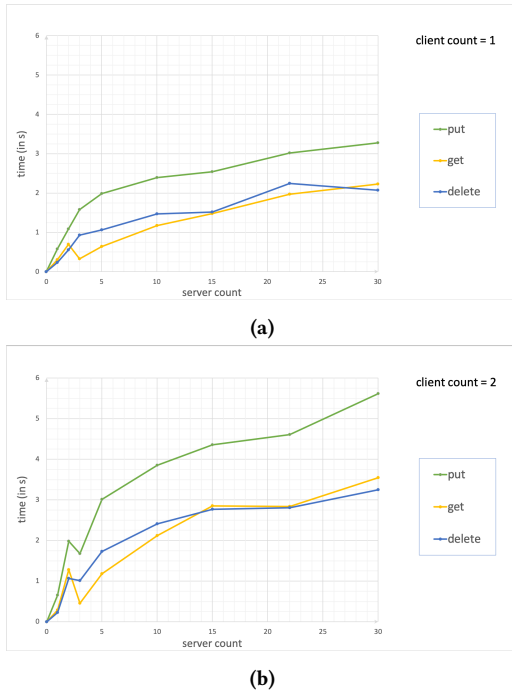 client count = 1
6
5
4
3
2
1
0
time (in s)
0 5 10 15 20 25 30
server count
put
get
delete
(a)
client count = 2
6
5
4
3
2
1
0
time (in s)
0 5 10 15 20 25 30
server count
put
get
delete
(b)